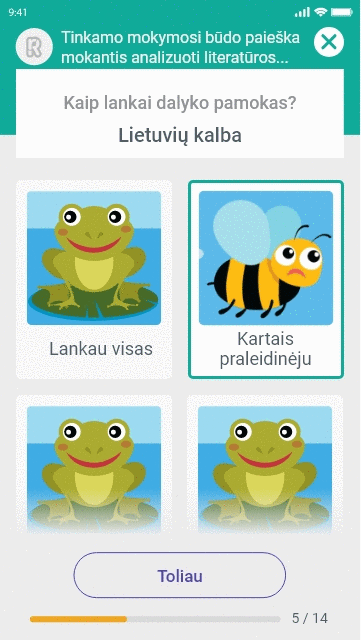 9:41
R
Tinkamo mokymosi būdo paieška
mokantis analizuoti literatūros...
Kaip lankai dalyko pamokas?
Lietuvių kalba
Lankau visas
Kartais
praleidinėju
Toliau
5 / 14